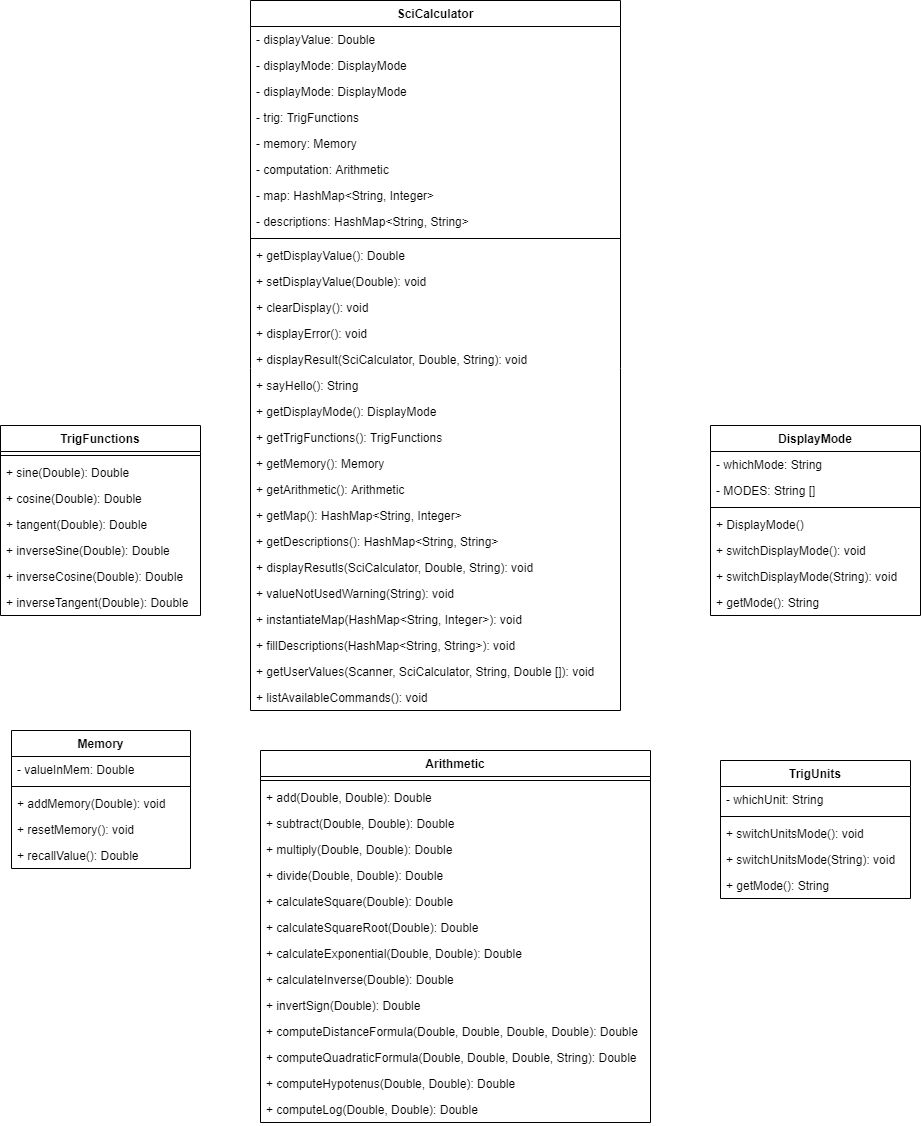 SciCalculator
- displayValue: Double
- displayMode: DisplayMode
- displayMode: DisplayMode
- trig: TrigFunctions
- memory: Memory
- computation: Arithmetic
- map: HashMap<String, Integer>
- descriptions: HashMap<String, String>
+ getDisplayValue(): Double
+ setDisplayValue(Double): void
+ clearDisplay(): void
+ displayError(): void
+ displayResult(SciCalculator, Double, String): void
+ sayHello(): String
+ getDisplayMode(): DisplayMode
+ getTrigFunctions(): TrigFunctions
+ getMemory(): Memory
+ getArithmetic(): Arithmetic
+ getMap(): HashMap<String, Integer>
+ getDescriptions(): HashMap<String, String>
+ displayResutls(SciCalculator, Double, String): void
+ valueNotUsedWarning(String): void
+ instantiateMap(HashMap<String, Integer>): void
+ fillDescriptions(HashMap<String, String>): void
+ getUserValues(Scanner, SciCalculator, String, Double []): void
+ listAvailableCommands(): void
TrigFunctions
+ sine(Double): Double
+ cosine(Double): Double
+ tangent(Double): Double
+ inverseSine(Double): Double
+ inverseCosine(Double): Double
+ inverseTangent(Double): Double
DisplayMode
- whichMode: String
- MODES: String []
+ DisplayMode()
+ switchDisplayMode(): void
+ switchDisplayMode(String): void
+ getMode(): String
Memory
- valueInMem: Double
+ addMemory(Double): void
+ resetMemory(): void
+ recallValue(): Double
Arithmetic
+ add(Double, Double): Double
+ subtract(Double, Double): Double
+ multiply(Double, Double): Double
+ divide(Double, Double): Double
+ calculateSquare(Double): Double
+ calculateSquareRoot(Double): Double
+ calculateExponential(Double, Double): Double
+ calculateInverse(Double): Double
+ invertSign(Double): Double
+ computeDistanceFormula(Double, Double, Double, Double): Double
+ computeQuadraticFormula(Double, Double, Double, String): Double
+ computeHypotenus(Double, Double): Double
+ computeLog(Double, Double): Double
TrigUnits
- whichUnit: String
+ switchUnitsMode(): void
+ switchUnitsMode(String): void
+ getMode(): String